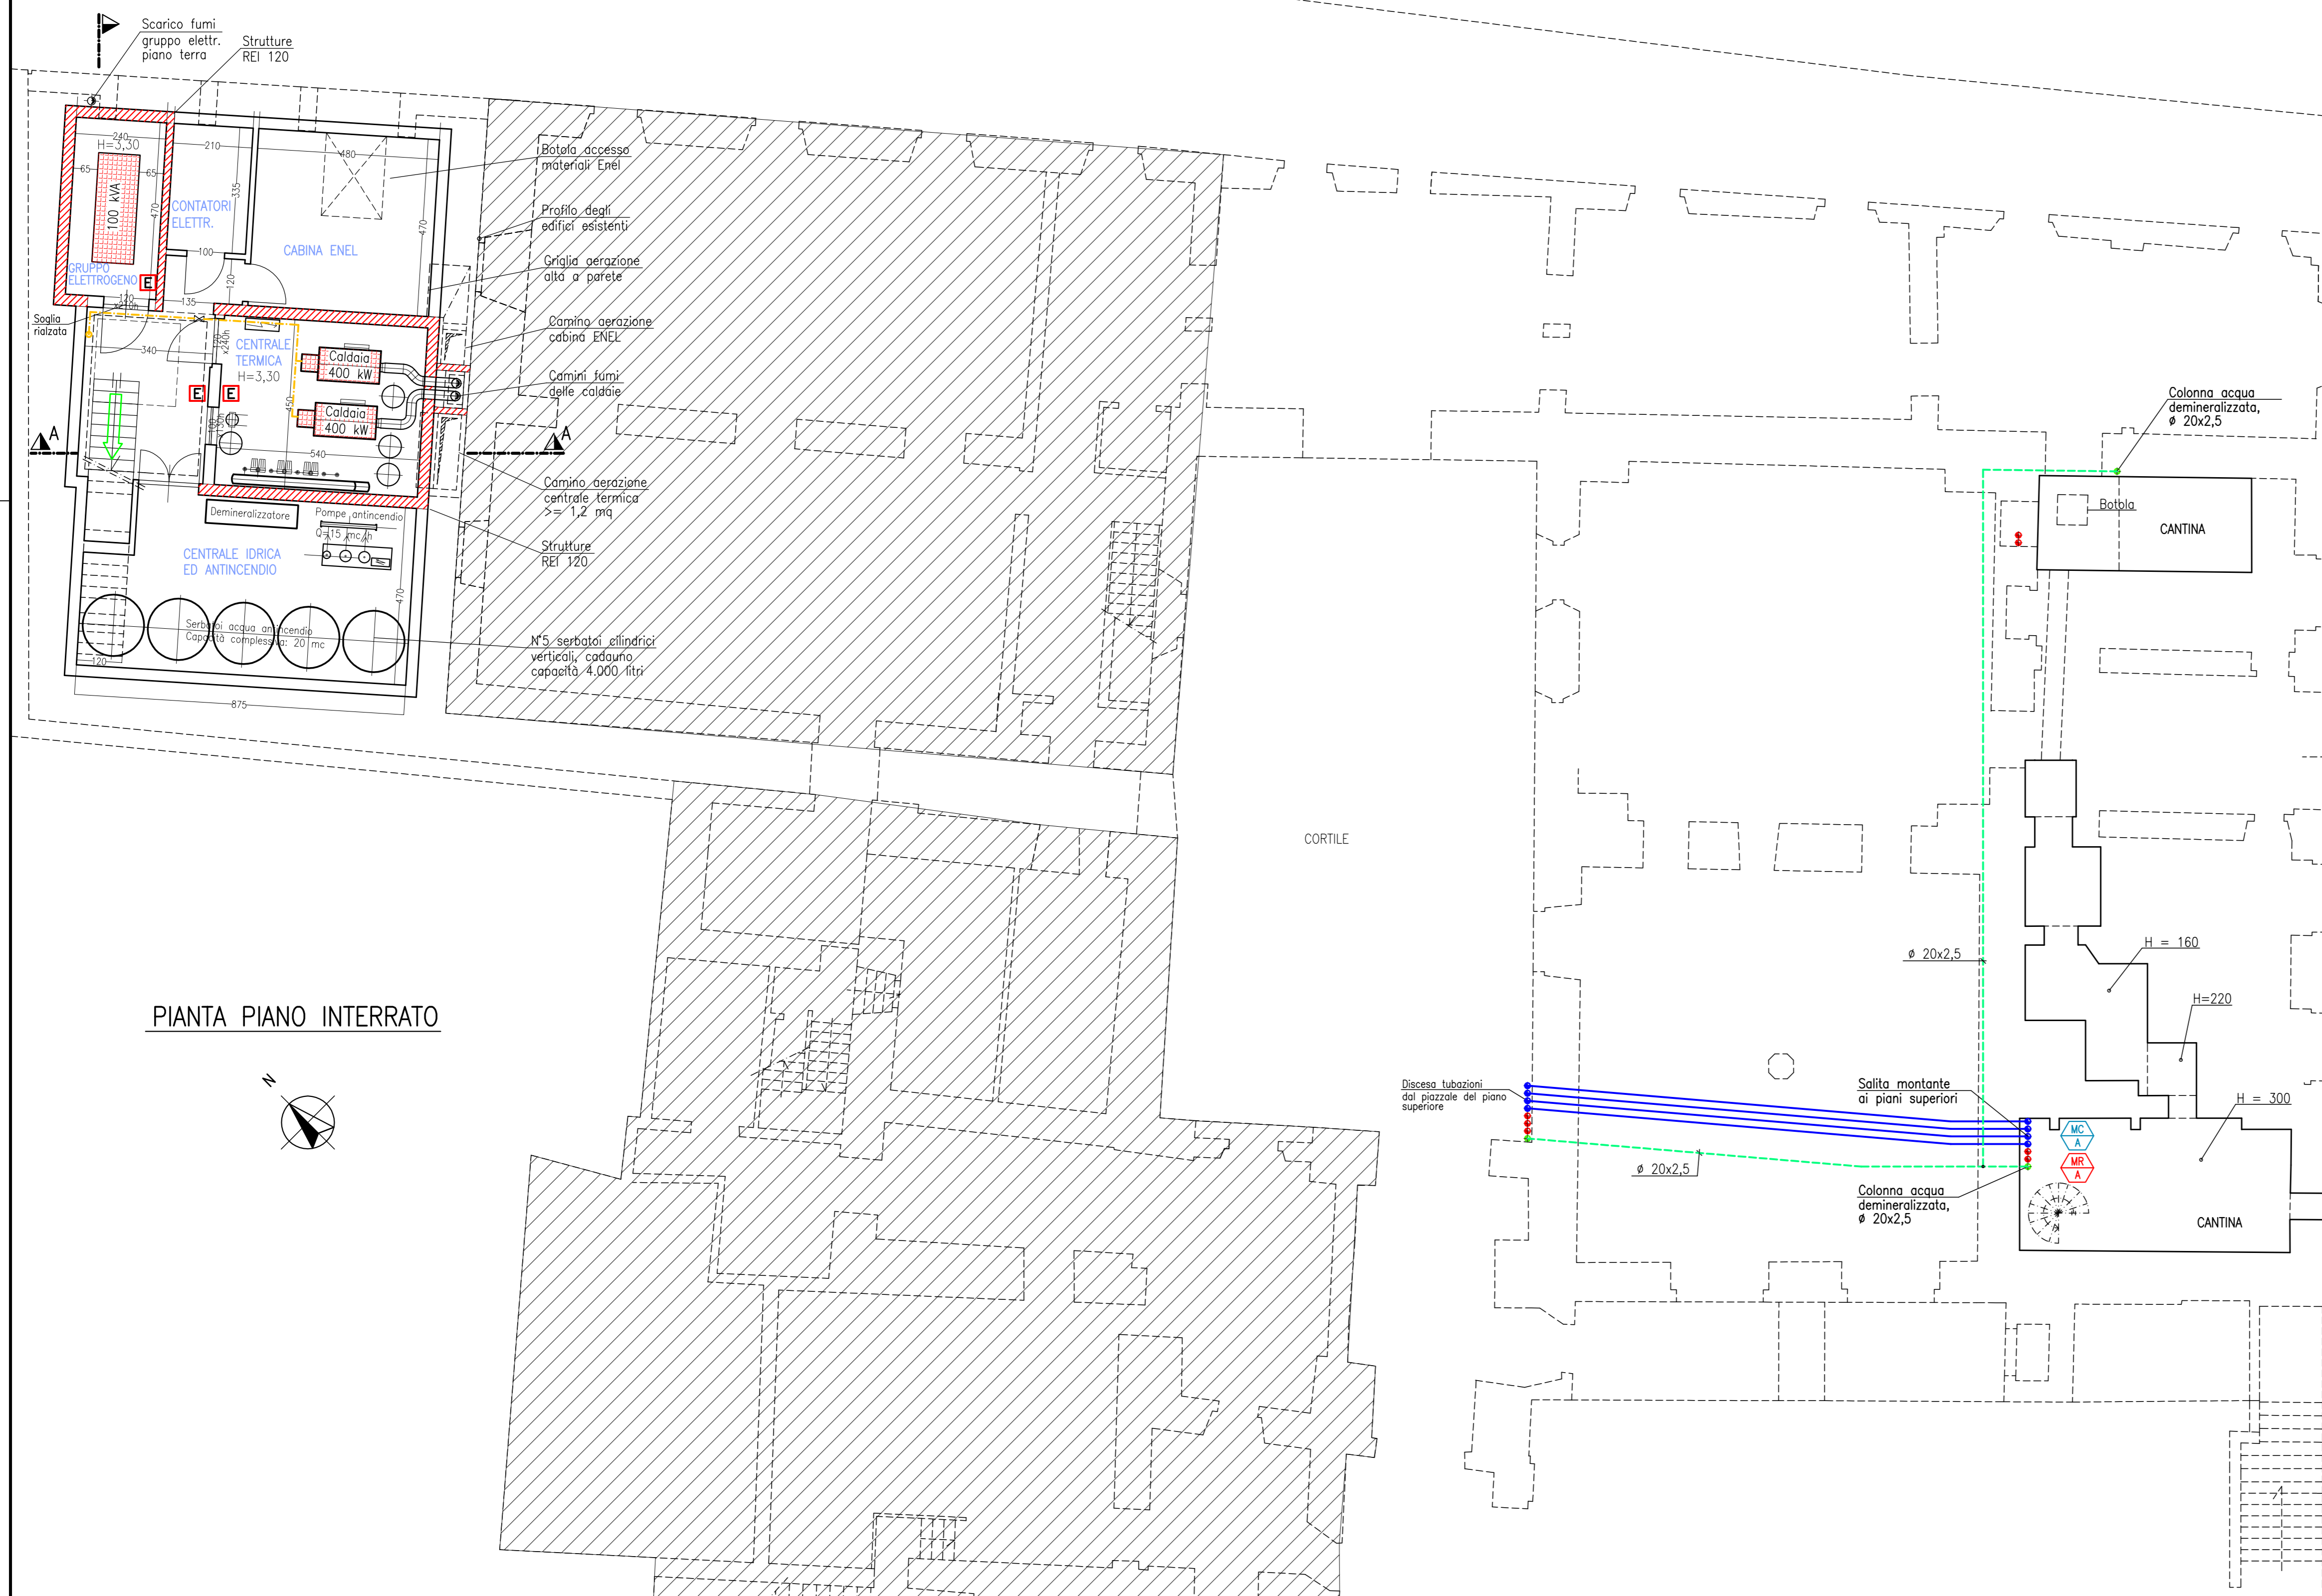 Scarico fumi
gruppo elettr.
piano terra
Strutture
REI 120
240
H=3,30
65
65
100 kVA
470
GRUPPO
ELETTROGENO
E
120
x210h
Soglia
rialzata
210
335
CONTATORI
ELETTR.
100
120
135
480
470
CABINA ENEL
Botola accesso
materiali Enel
Profilo degli
edifici esistenti
Griglia aerazione
alta a parete
Camino aerazione
cabina ENEL
Camini fumi
delle caldaie
340
x240h
CENTRALE
TERMICA
H=3,30
E
E
450
Caldaia
400 kW
Caldaia
400 kW
540
A
A
Camino aerazione
centrale termica
>= 1,2 mq
Strutture
REI 120
Demineralizzatore
Pompe antincendio
Q=15 mc/h
CENTRALE IDRICA
ED ANTINCENDIO
470
Serbatoi acqua antincendio
Capacità complessiva: 20 mc
120
N°5 serbatoi cilindrici
verticali, cadauno
capacità 4.000 litri
875
CORTILE
PIANTA PIANO INTERRATO
N
Colonna acqua
demineralizzata,
ø 20x2,5
Botola
CANTINA
ø 20x2,5
H = 160
H=220
H = 300
Discesa tubazioni
dal piazzale del piano
superiore
Salita montante
ai piani superiori
MC
A
MR
A
ø 20x2,5
Colonna acqua
demineralizzata,
ø 20x2,5
CANTINA